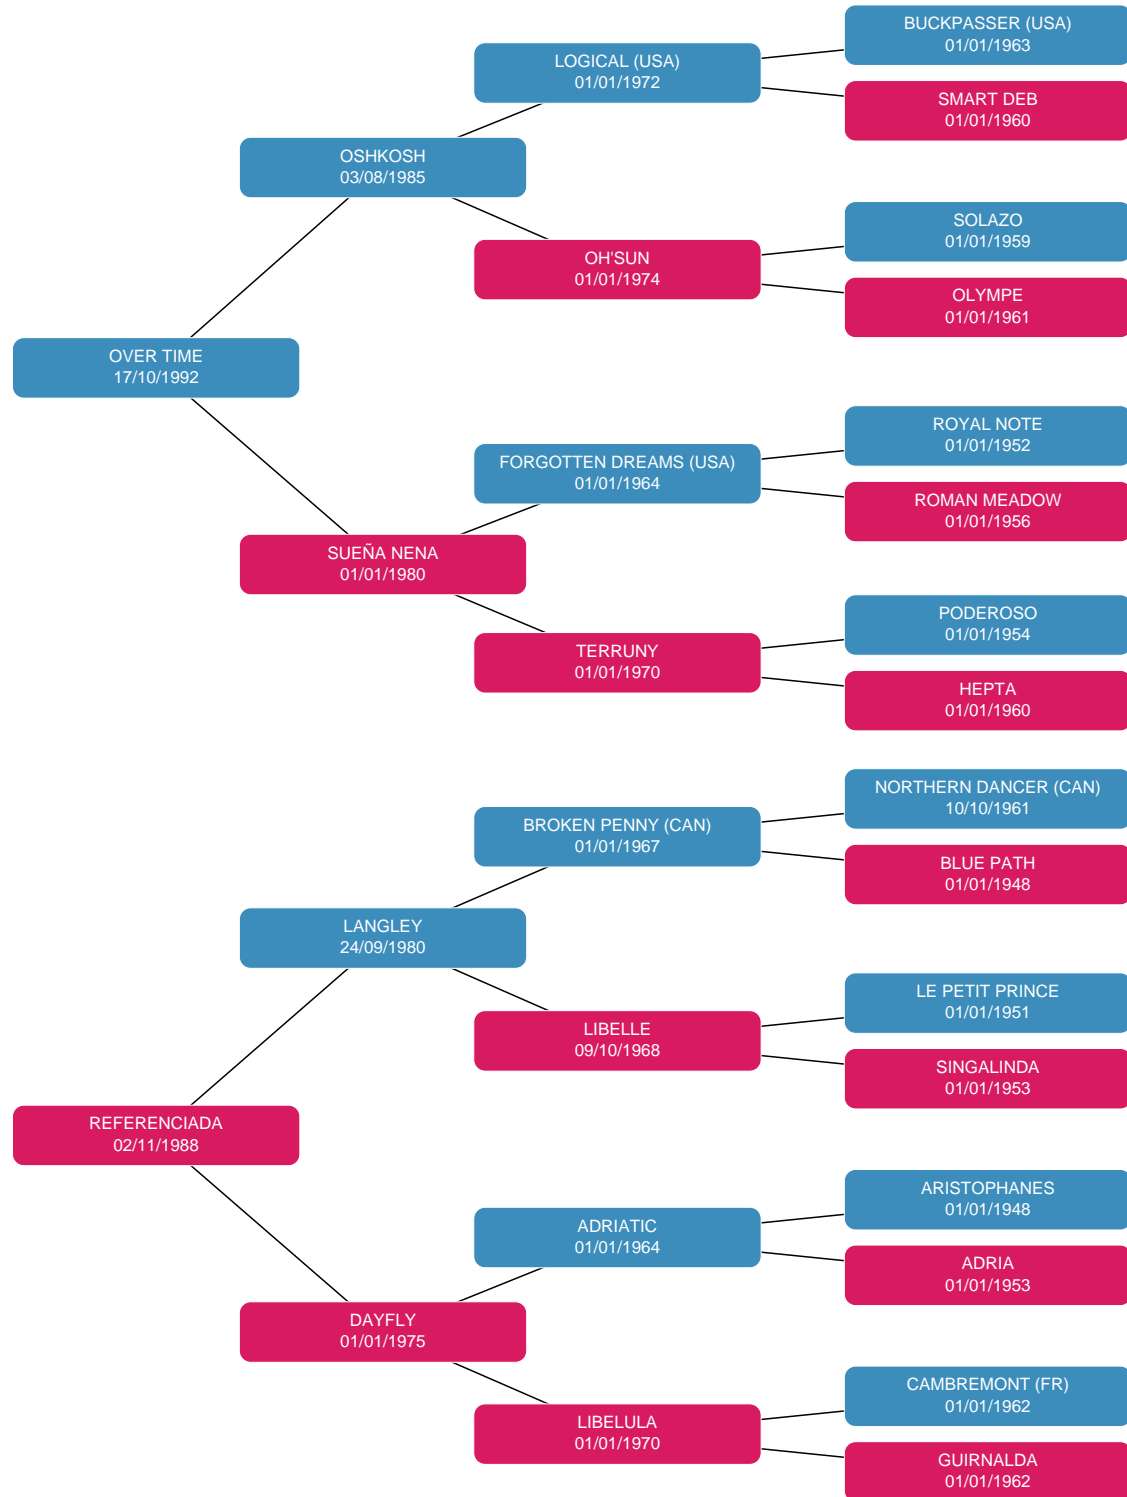 BUCKPASSER (USA)
01/01/1963
LOGICAL (USA)
01/01/1972
SMART DEB
01/01/1960
OSHKOSH
03/08/1985
SOLAZO
01/01/1959
OH'SUN
01/01/1974
OLYMPE
01/01/1961
OVER TIME
17/10/1992
ROYAL NOTE
01/01/1952
FORGOTTEN DREAMS (USA)
01/01/1964
ROMAN MEADOW
01/01/1956
SUEÑA NENA
01/01/1980
PODEROSO
01/01/1954
TERRUNY
01/01/1970
HEPTA
01/01/1960
NORTHERN DANCER (CAN)
10/10/1961
BROKEN PENNY (CAN)
01/01/1967
BLUE PATH
01/01/1948
LANGLEY
24/09/1980
LE PETIT PRINCE
01/01/1951
LIBELLE
09/10/1968
SINGALINDA
01/01/1953
REFERENCIADA
02/11/1988
ARISTOPHANES
01/01/1948
ADRIATIC
01/01/1964
ADRIA
01/01/1953
DAYFLY
01/01/1975
CAMBREMONT (FR)
01/01/1962
LIBELULA
01/01/1970
GUIRNALDA
01/01/1962